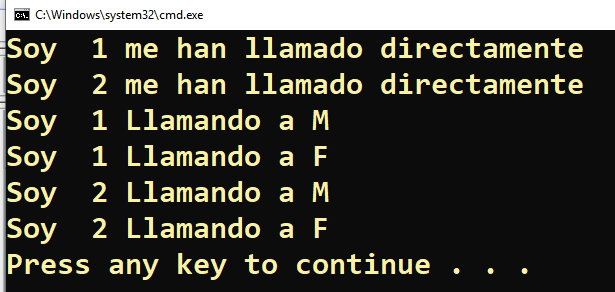 C:\Windows\system32\cmd.exe
Soy  1 me han llamado directamente
Soy  2 me han llamado directamente
Soy  1 Llamando a M
Soy  1 Llamando a F
Soy  2 Llamando a M
Soy  2 Llamando a F
Press any key to continue . . .